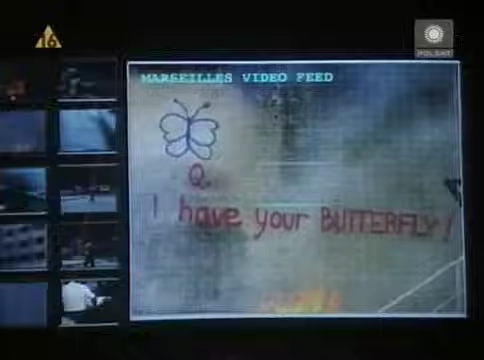 16
POLSAT
MARSEILLES VIDEO FEED
Q.
I have your BUTTERFLY!